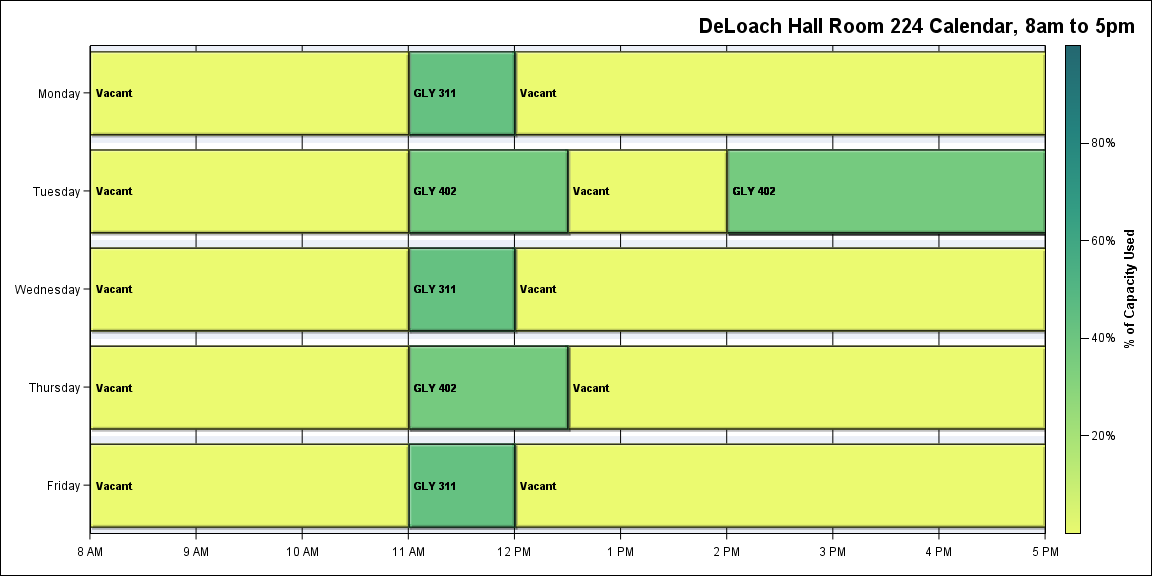 DeLoach Hall Room 224 Calendar, 8am to 5pm
Monday
Vacant
GLY 311
Vacant
Tuesday
Vacant
GLY 402
Vacant
GLY 402
Wednesday
Vacant
GLY 311
Vacant
Thursday
Vacant
GLY 402
Vacant
Friday
Vacant
GLY 311
Vacant
8 AM
9 AM
10 AM
11 AM
12 PM
1 PM
2 PM
3 PM
4 PM
5 PM
80%
60%
40%
20%
% of Capacity Used